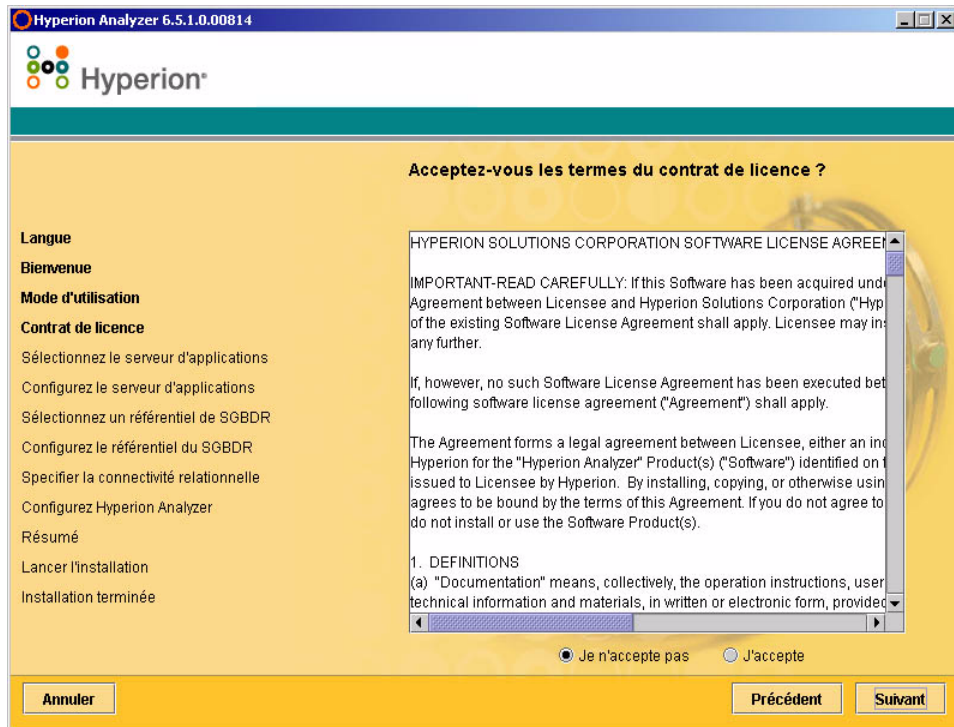 Hyperion Analyzer 6.5.1.0.00814
Hyperion
Acceptez-vous les termes du contrat de licence ?
Langue
Bienvenue
Mode d'utilisation
Contrat de licence
Sélectionnez le serveur d'applications
Configurez le serveur d'applications
Sélectionnez un référentiel de SGBDR
Configurez le référentiel du SGBDR
Specifier la connectivité relationnelle
Configurez Hyperion Analyzer
Résumé
Lancer l'installation
Installation terminée
HYPERION SOLUTIONS CORPORATION SOFTWARE LICENSE
IMPORTANT-READ CAREFULLY: If this Software has been acquired
Agreement between Licensee and Hyperion Solutions Corporation
of the existing Software License Agreement shall apply. Licensee may
any further.
If, however, no such Software License Agreement has been executed
following software license agreement ("Agreement") shall apply.
The Agreement forms a legal agreement between Licensee, either an
Hyperion for the "Hyperion Analyzer" Product(s) ("Software") identified on
issued to Licensee by Hyperion. By installing, copying, or otherwise
agrees to be bound by the terms of this Agreement. If you do not agree to
do not install or use the Software Product(s).
1. DEFINITIONS
(a) "Documentation" means, collectively, the operation instructions, user
technical information and materials, in written or electronic form,
Je n'accepte pas
J'accepte
Annuler
Précédent
Suivant